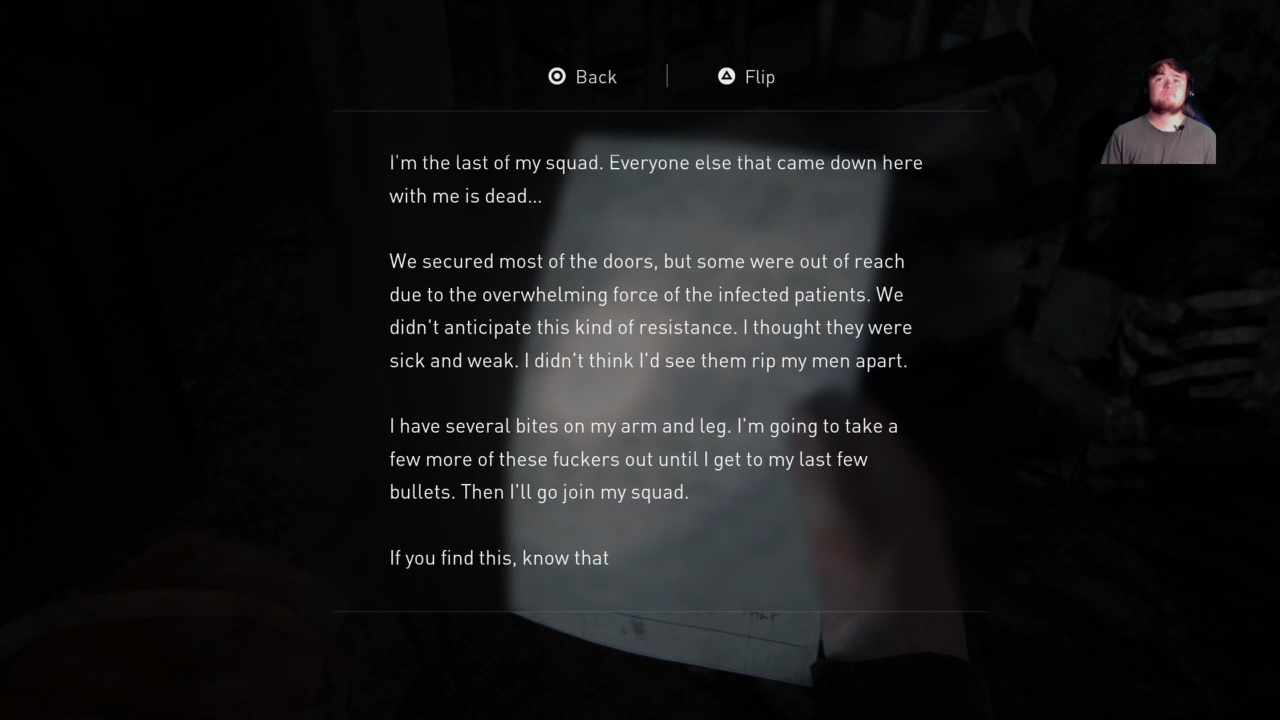 Back | Flip
I'm the last of my squad. Everyone else that came down here
with me is dead...
We secured most of the doors, but some were out of reach
due to the overwhelming force of the infected patients. We
didn't anticipate this kind of resistance. I thought they were
sick and weak. I didn't think I'd see them rip my men apart.
I have several bites on my arm and leg. I'm going to take a
few more of these fuckers out until I get to my last few
bullets. Then I'll go join my squad.
If you find this, know that